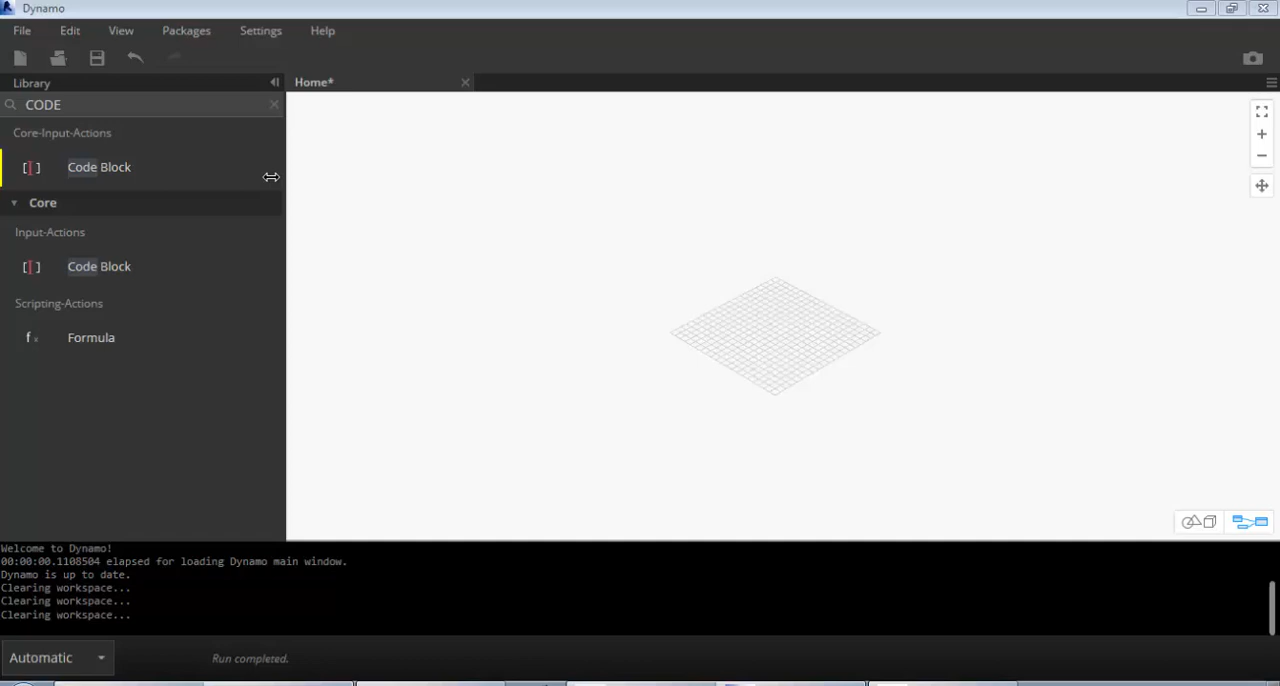 Dynamo
File Edit View Packages Settings Help
Library
Home*
CODE
Core-Input-Actions
[I] Code Block
Core
Input-Actions
[I] Code Block
Scripting-Actions
f x Formula
Welcome to Dynamo!
00:00:00.1108504 elapsed for loading Dynamo main window.
Dynamo is up to date.
Clearing workspace...
Clearing workspace...
Clearing workspace...
Automatic Run completed.